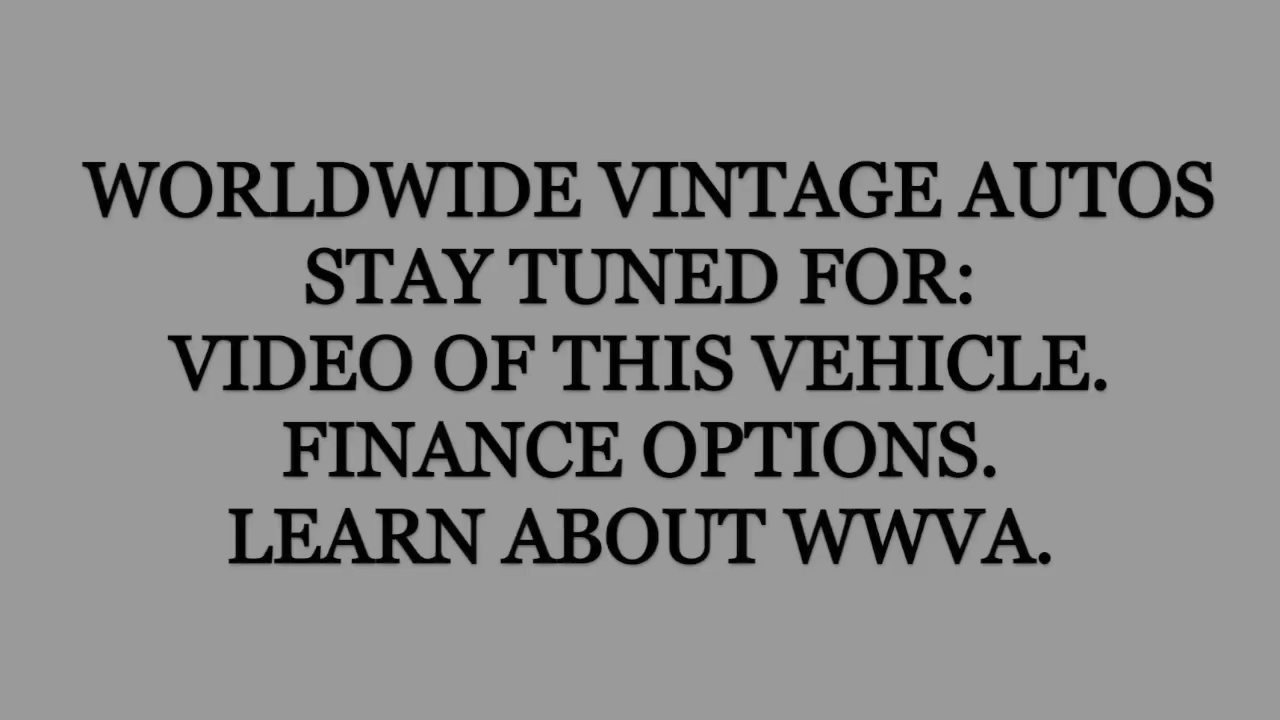 WORLDWIDE VINTAGE AUTOS
STAY TUNED FOR:
VIDEO OF THIS VEHICLE.
FINANCE OPTIONS.
LEARN ABOUT WWVA.